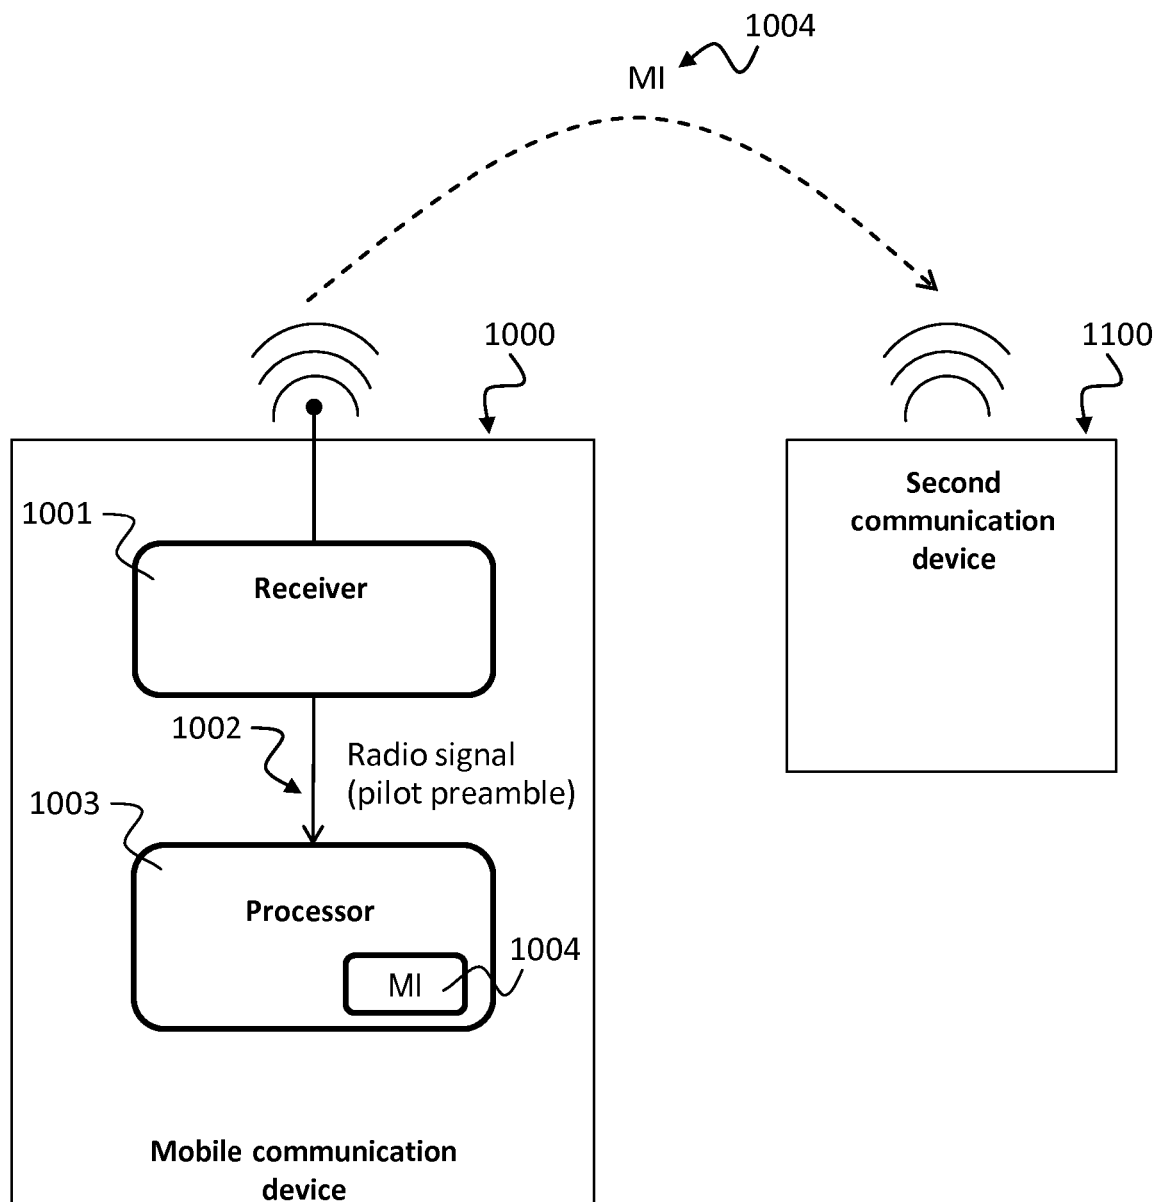 1004
MI
1000
1100
Second
communication
device
1001
Receiver
1002
Radio signal
(pilot preamble)
1003
Processor
1004
MI
Mobile communication
device